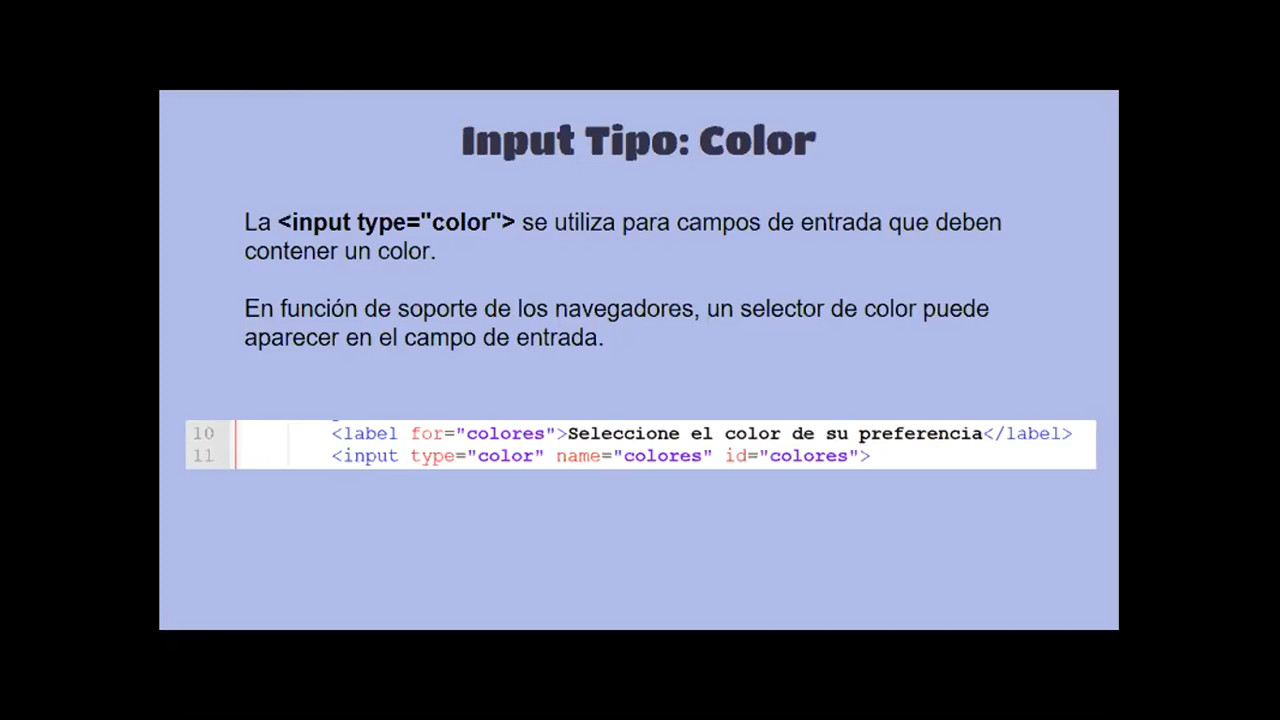 Input Tipo: Color
La <input type="color"> se utiliza para campos de entrada que deben
contener un color.
En función de soporte de los navegadores, un selector de color puede
aparecer en el campo de entrada.
10 <label for="colores">Seleccione el color de su preferencia</label>
11 <input type="color" name="colores" id="colores">